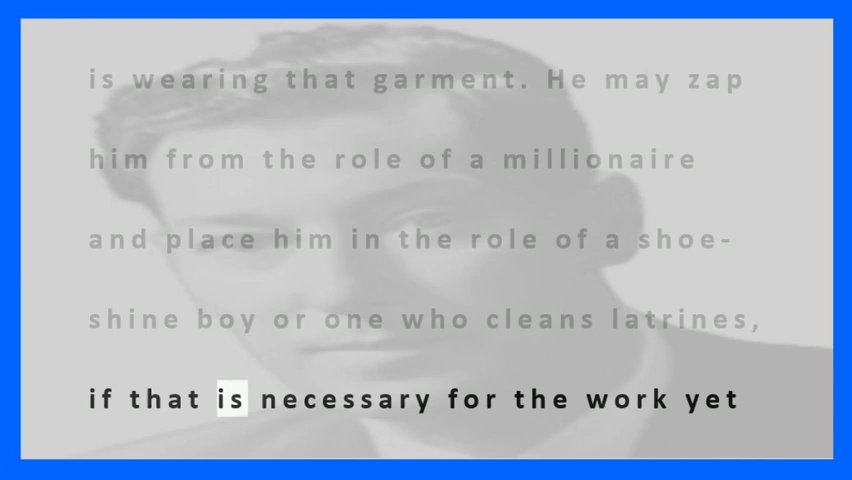 is wearing that garment. He may zap
him from the role of a millionaire
and place him in the role of a shoe-
shine boy or one who cleans latrines,
if that is necessary for the work yet